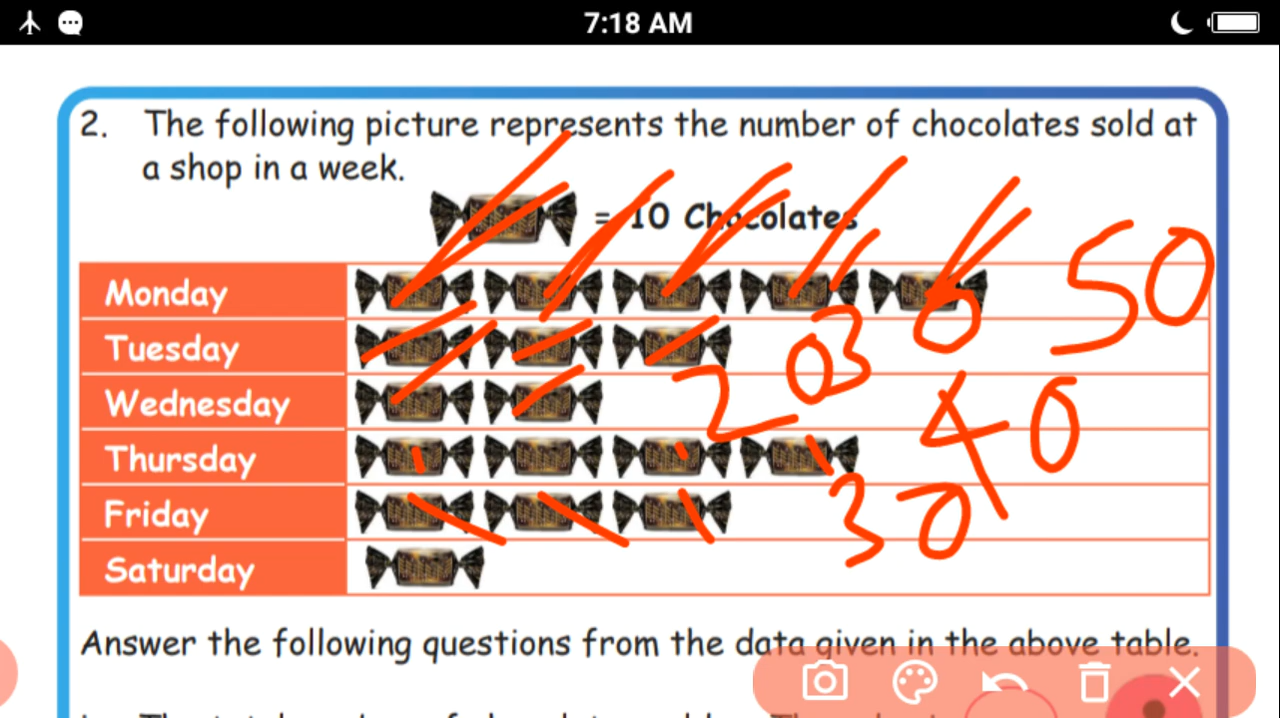 7:18 AM
2. The following picture represents the number of chocolates sold at
a shop in a week.
= 10 Chocolates
Monday 50
Tuesday 30
Wednesday 20
Thursday 40
Friday 30
Saturday
Answer the following questions from the data given in the above table.